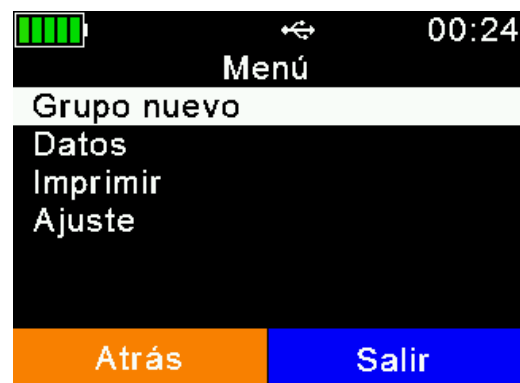 00:24
Menú
Grupo nuevo
Datos
Imprimir
Ajuste
Atrás Salir